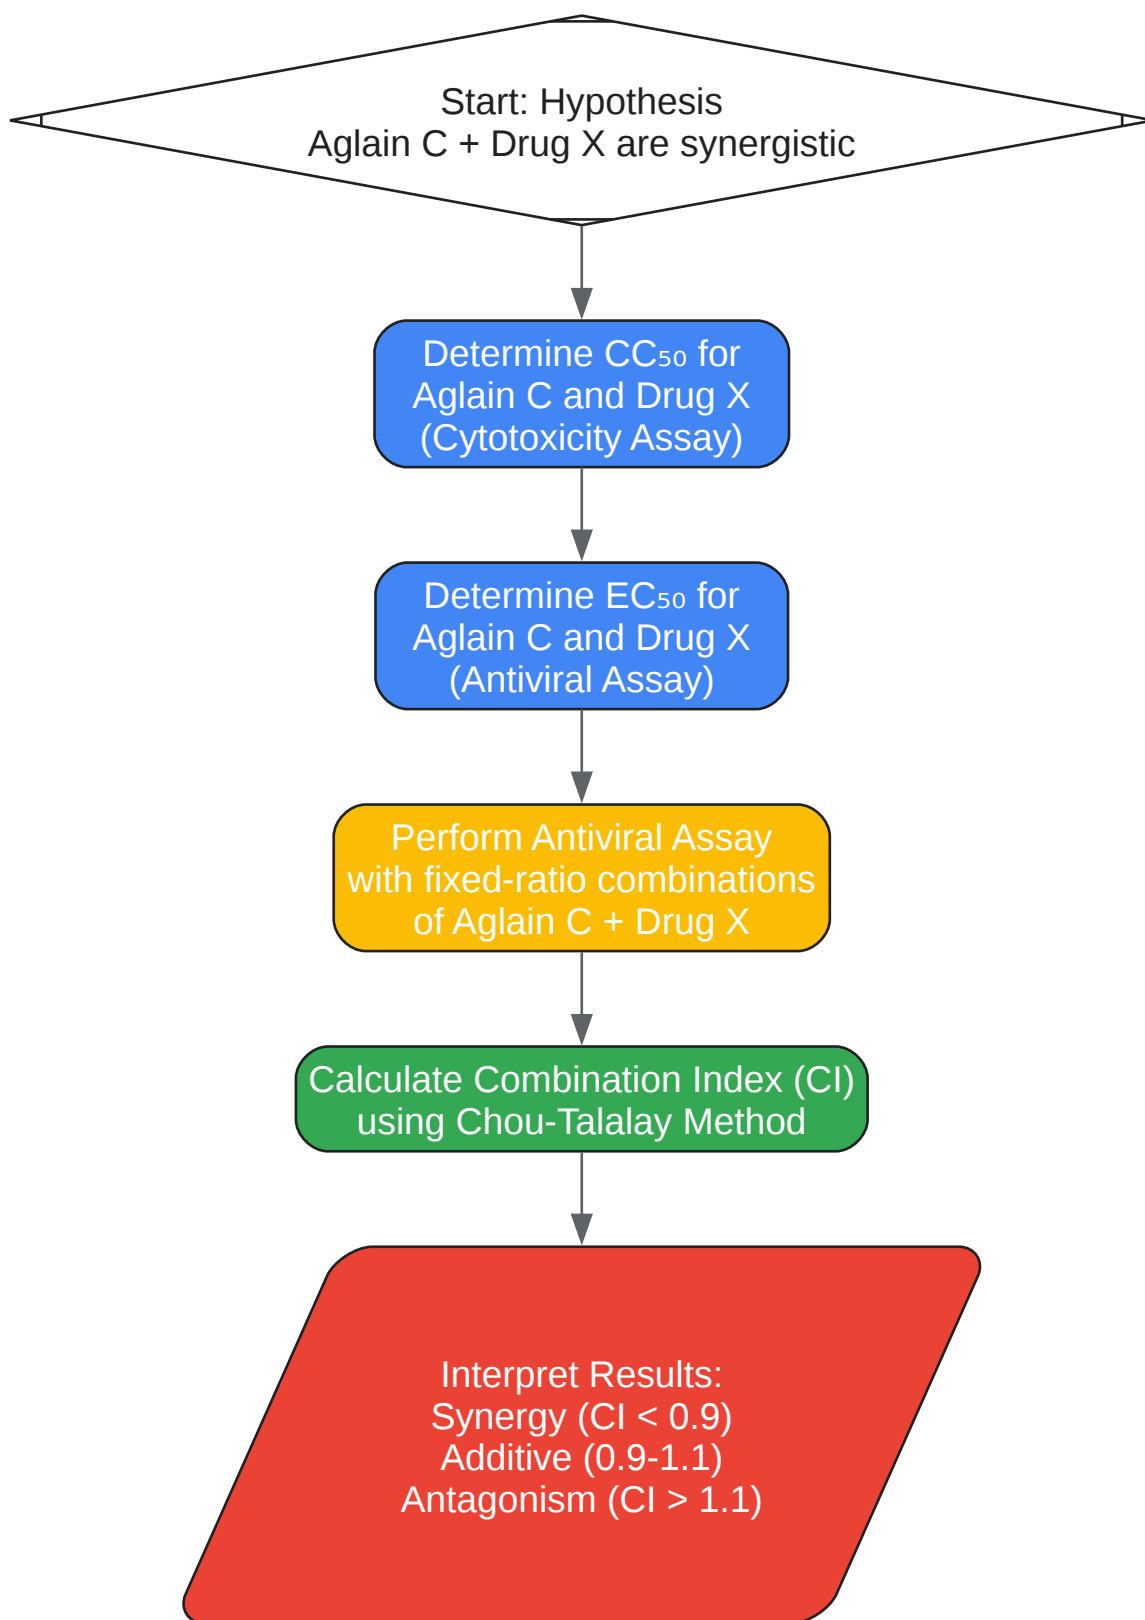 Start: Hypothesis
Aglain C + Drug X are synergistic
Determine CC₅₀ for
Aglain C and Drug X
(Cytotoxicity Assay)
Determine EC₅₀ for
Aglain C and Drug X
(Antiviral Assay)
Perform Antiviral Assay
with fixed-ratio combinations
of Aglain C + Drug X
Calculate Combination Index (CI)
using Chou-Talalay Method
Interpret Results:
Synergy (CI < 0.9)
Additive (0.9-1.1)
Antagonism (CI > 1.1)